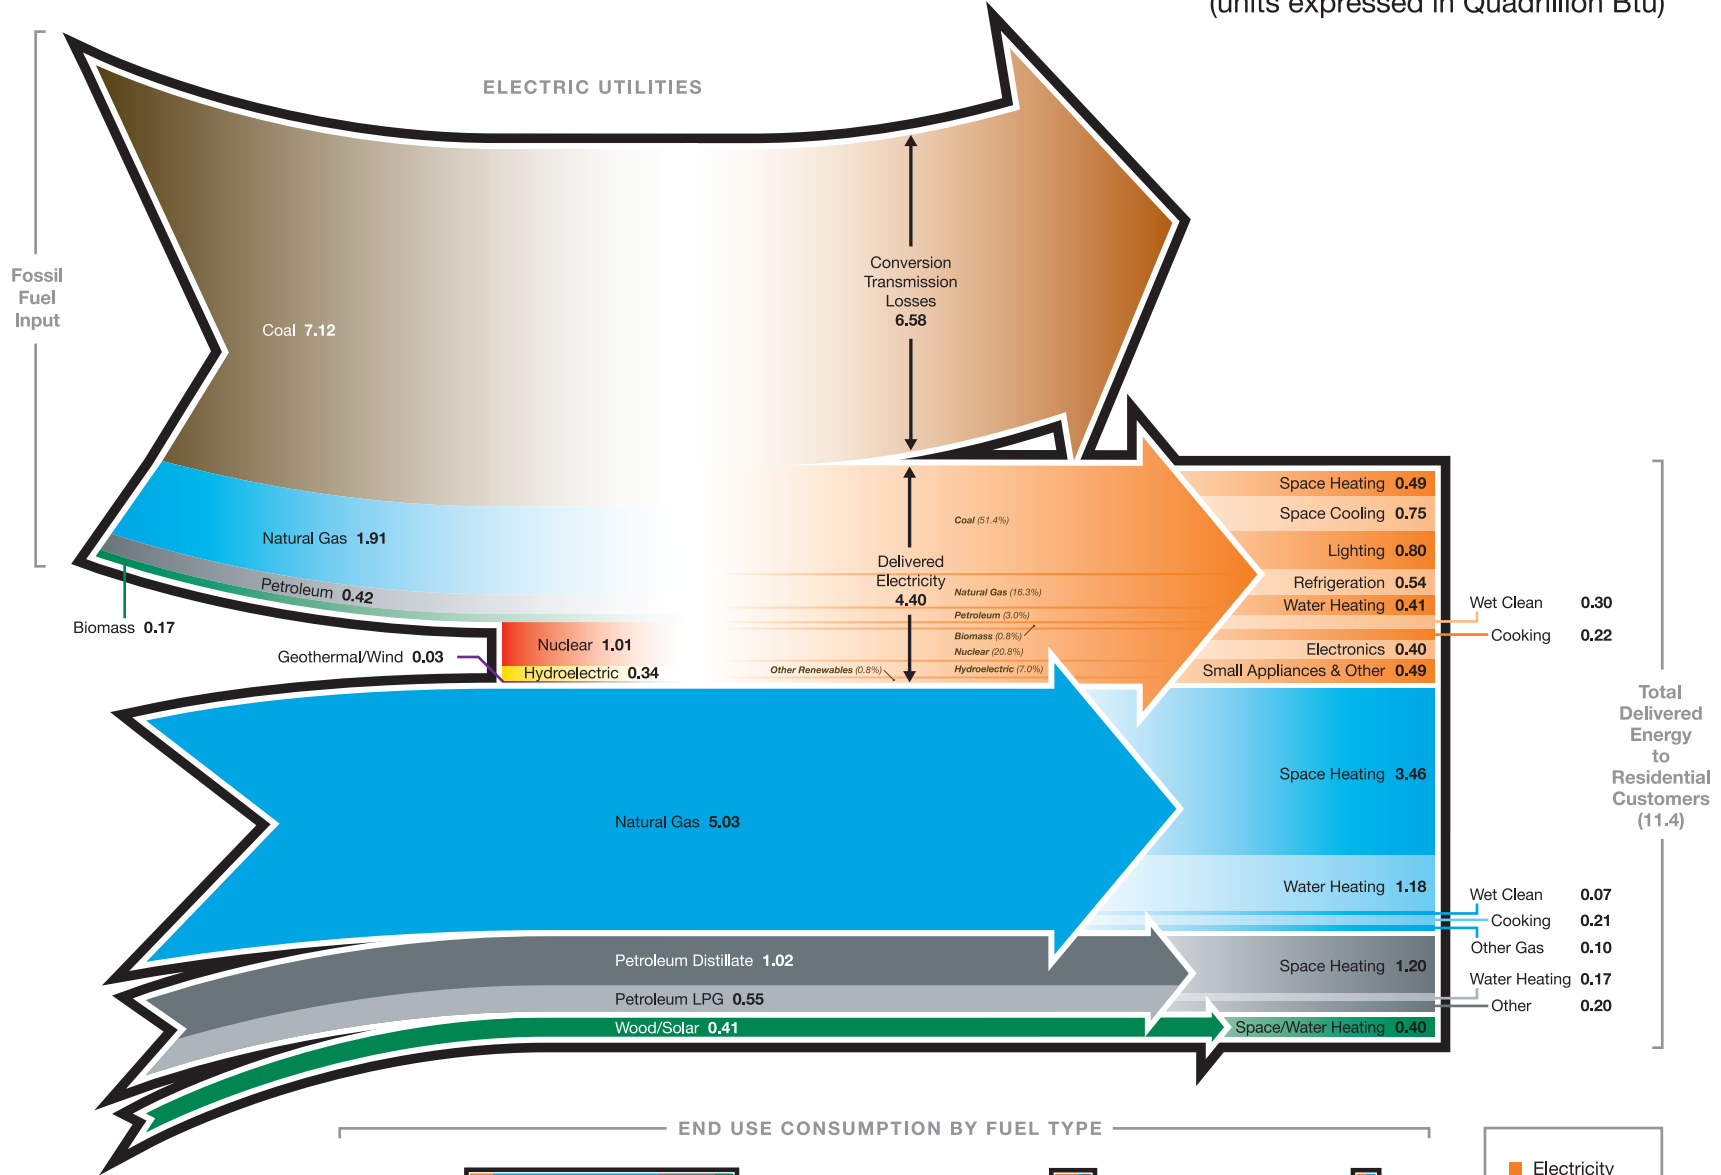 (units expressed in Quadrillion Btu)
ELECTRIC UTILITIES
Fossil
Fuel
Input
Coal 7.12
Conversion
Transmission
Losses
6.58
Natural Gas 1.91
Petroleum 0.42
Biomass 0.17
Nuclear 1.01
Geothermal/Wind 0.03
Hydroelectric 0.34
Delivered
Electricity
4.40
Coal (51.4%)
Natural Gas (16.3%)
Petroleum (3.0%)
Biomass (0.8%)
Nuclear (20.8%)
Other Renewables (0.8%)
Hydroelectric (7.0%)
Space Heating 0.49
Space Cooling 0.75
Lighting 0.80
Refrigeration 0.54
Water Heating 0.41
Wet Clean 0.30
Cooking 0.22
Electronics 0.40
Small Appliances & Other 0.49
Total
Delivered
Energy
to
Residential
Customers
(11.4)
Natural Gas 5.03
Space Heating 3.46
Water Heating 1.18
Wet Clean 0.07
Cooking 0.21
Other Gas 0.10
Petroleum Distillate 1.02
Petroleum LPG 0.55
Space Heating 1.20
Water Heating 0.17
Other 0.20
Wood/Solar 0.41
Space/Water Heating 0.40
END USE CONSUMPTION BY FUEL TYPE
Electricity